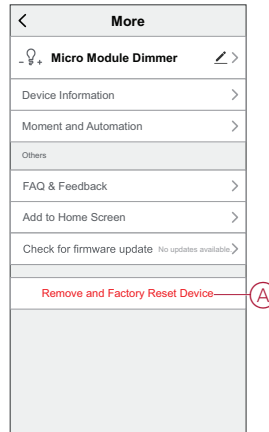 More
Micro Module Dimmer
Device Information
Moment and Automation
Others
FAQ & Feedback
Add to Home Screen
Check for firmware update No updates available
Remove and Factory Reset Device
A